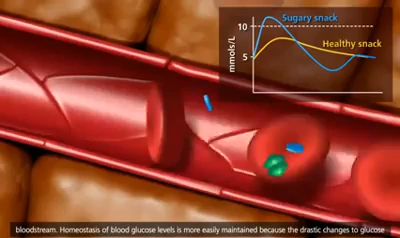 Sugary snack
10
Healthy snack
mmols/L
5
bloodstream. Homeostasis of blood glucose levels is more easily maintained because the drastic changes to glucose